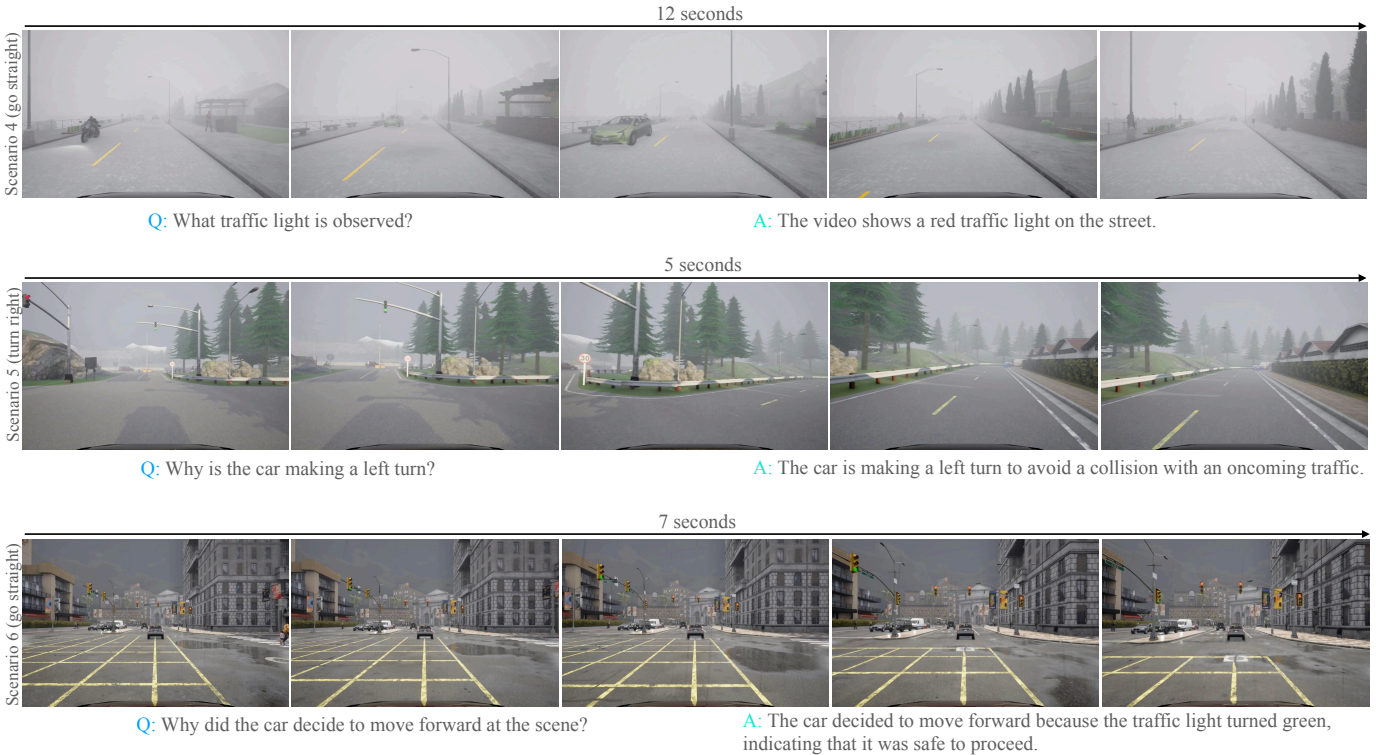 12 seconds
Scenario 4 (go straight)
Q: What traffic light is observed?
A: The video shows a red traffic light on the street.
5 seconds
Scenario 5 (turn right)
30
Q: Why is the car making a left turn?
A: The car is making a left turn to avoid a collision with an oncoming traffic.
7 seconds
Scenario 6 (go straight)
Q: Why did the car decide to move forward at the scene?
A: The car decided to move forward because the traffic light turned green,
indicating that it was safe to proceed.